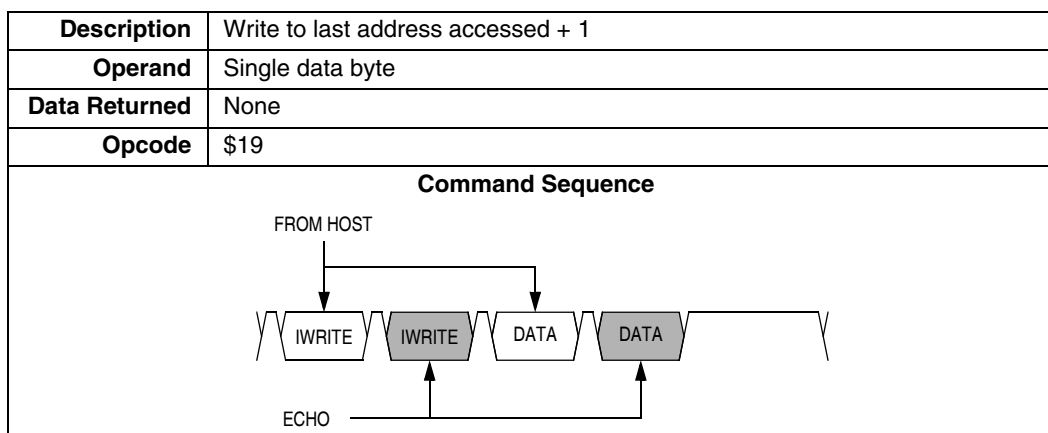 Description Write to last address accessed + 1
Operand Single data byte
Data Returned None
Opcode $19
Command Sequence
FROM HOST
IWRITE IWRITE DATA DATA
ECHO